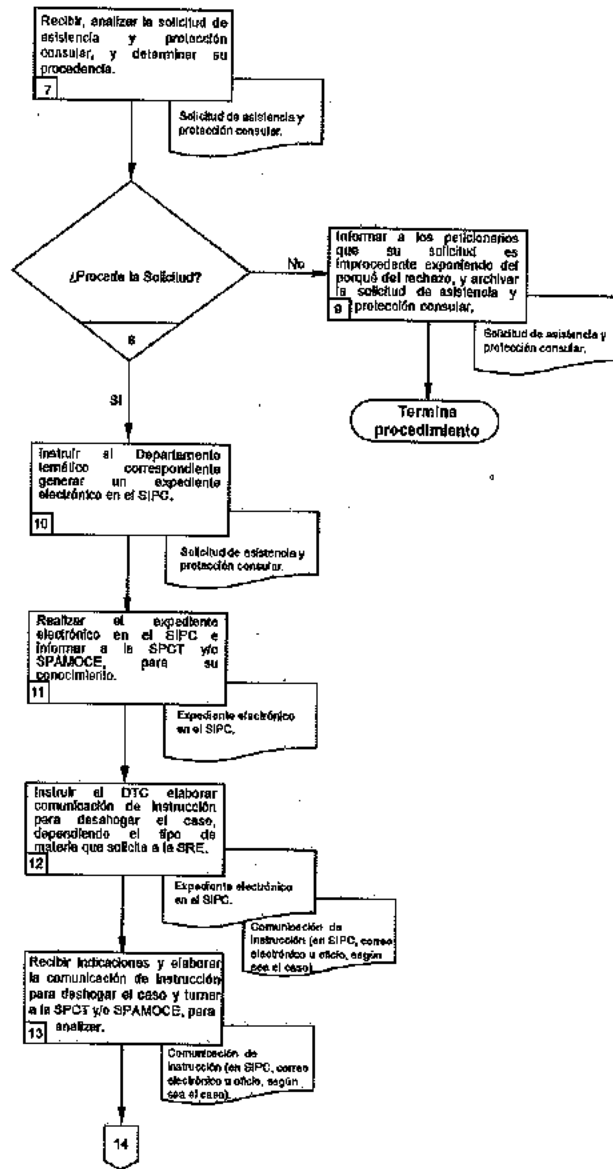 Recibir, analizar la solicitud de
asistencia y protección
consular, y determinar su
procedencia.
7
Solicitud de asistencia y
protección consular.
¿Procede la Solicitud?
8
No
Informar a los peticionarios
que su solicitud es
improcedente exponiendo del
porqué del rechazo, y archivar
la solicitud de asistencia y
protección consular.
9
Solicitud de asistencia y
protección consular.
Termina
procedimiento
SI
Instruir al Departamento
temático correspondiente
generar un expediente
electrónico en el SIPC.
10
Solicitud de asistencia y
protección consular.
Realizar el expediente
electrónico en el SIPC e
informar a la SPCT y/o
SPAMOCE, para su
conocimiento.
11
Expediente electrónico
en el SIPC.
Instruir al DTC elaborar
comunicación de instrucción
para desahogar el caso,
dependiendo el tipo de
materia que solicita a la SRE.
12
Expediente electrónico
en el SIPC.
Comunicación de
instrucción (en SIPC, correo
electrónico u oficio, según
sea el caso)
Recibir indicaciones y elaborar
la comunicación de instrucción
para deshogar el caso y turnar
a la SPCT y/o SPAMOCE, para
analizar.
13
Comunicación de
instrucción (en SIPC, correo
electrónico u oficio, según
sea el caso).
14